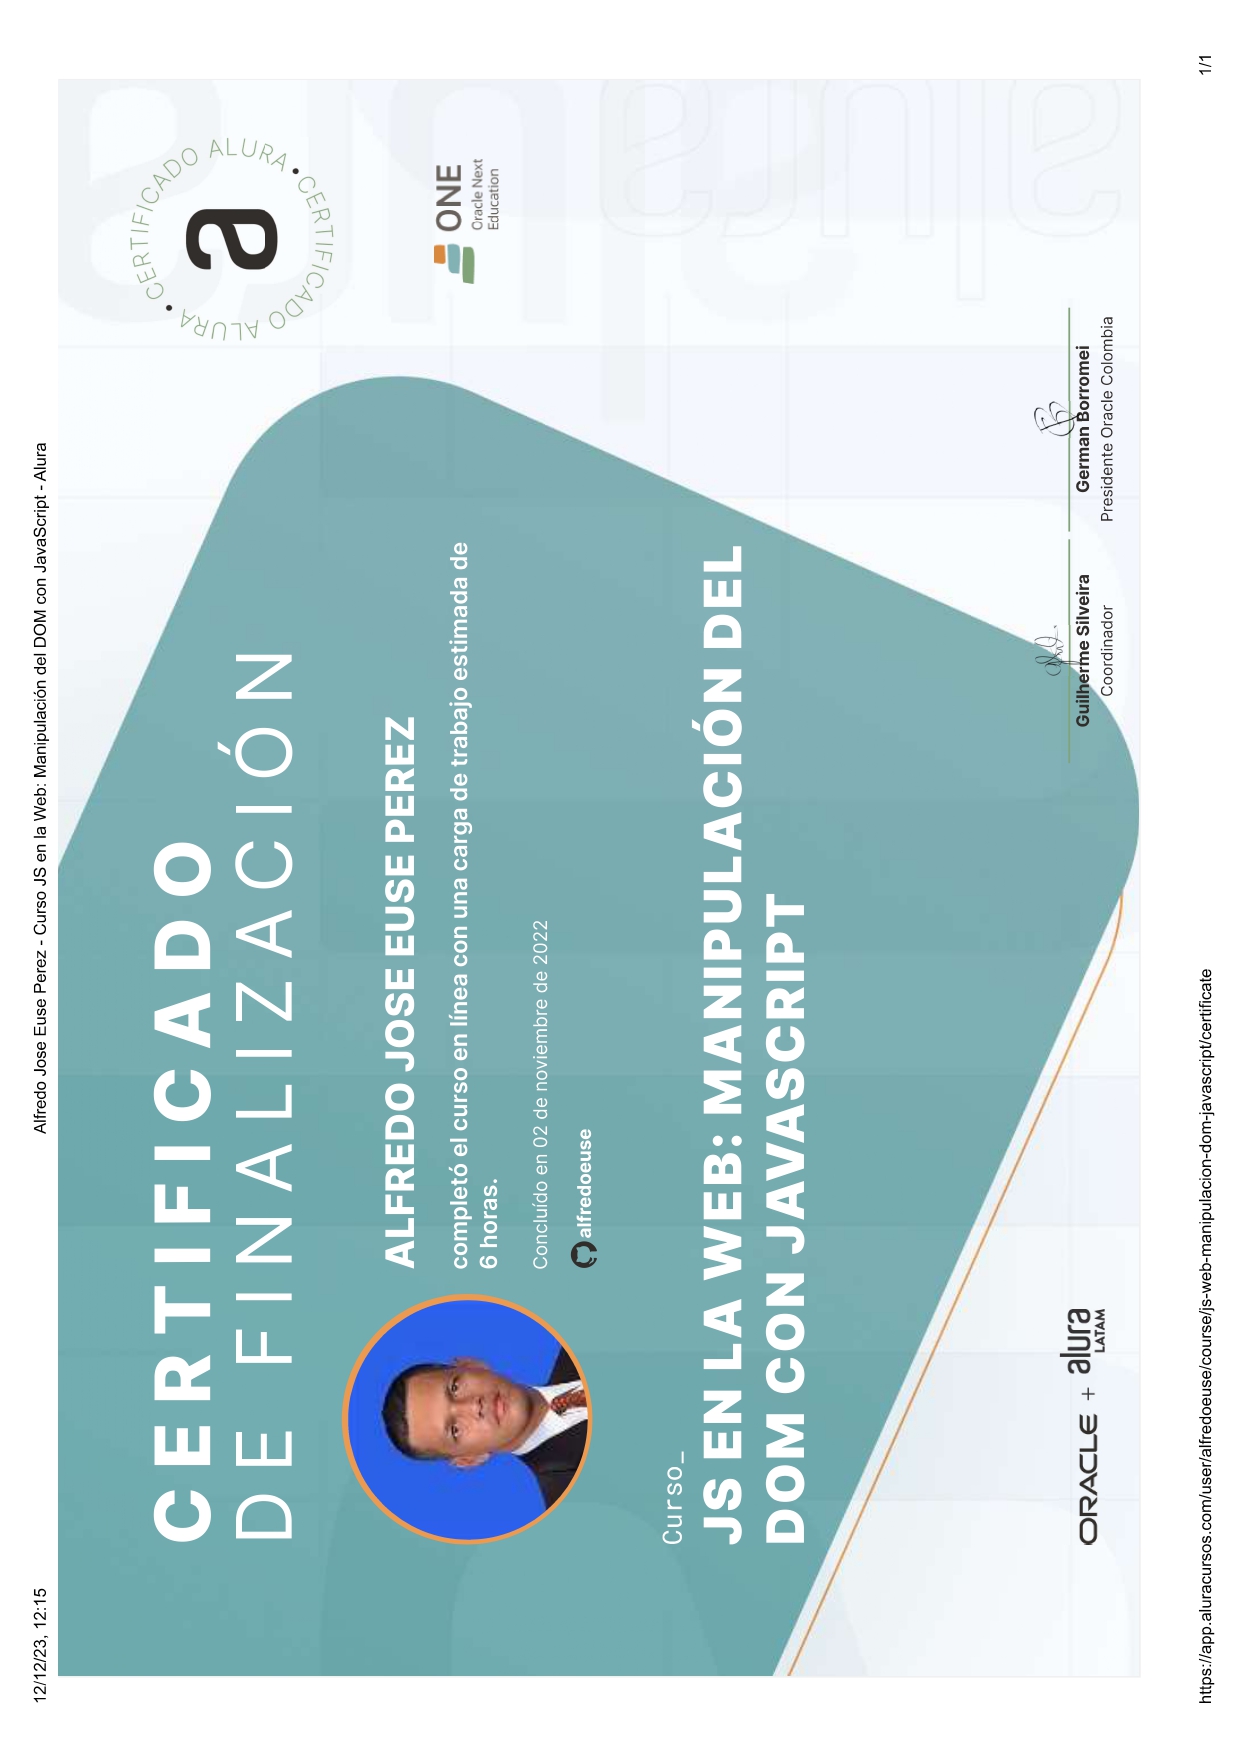 12/12/23, 12:15
Alfredo Jose Euse Perez - Curso JS en la Web: Manipulación del DOM con JavaScript - Alura
CERTIFICADO
DE FINALIZACIÓN
CERTIFICADO ALURA • CERTIFICADO ALURA •
a
ALFREDO JOSE EUSE PEREZ
completó el curso en línea con una carga de trabajo estimada de
6 horas.
Concluído en 02 de noviembre de 2022
alfredoeuse
ONE
Oracle Next
Education
Curso_
JS EN LA WEB: MANIPULACIÓN DEL
DOM CON JAVASCRIPT
alura
ORACLE + alura
LATAM
Guilherme Silveira
Coordinador
German Borromei
Presidente Oracle Colombia
https://app.aluracursos.com/user/alfredoeuse/course/js-web-manipulacion-dom-javascript/certificate
1/1